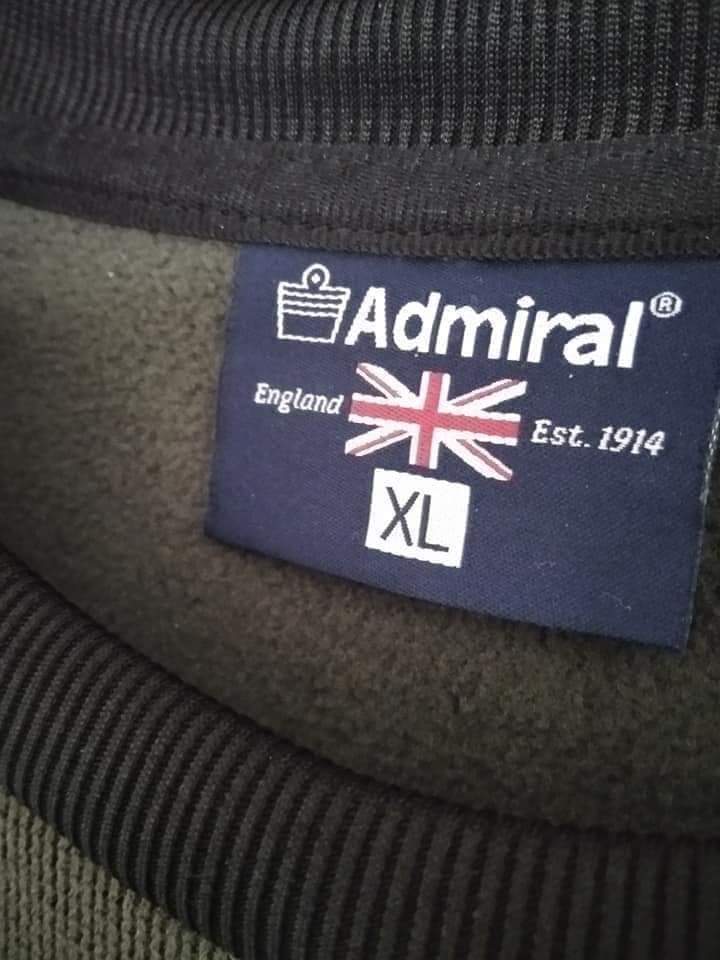 Admiral®
England
Est. 1914
XL